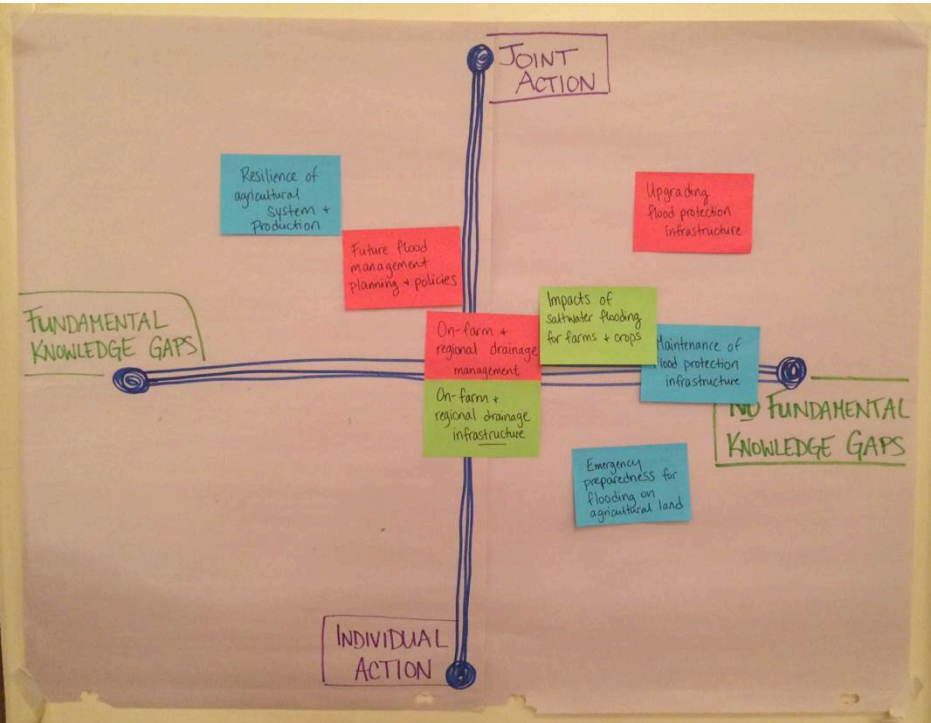 JOINT
ACTION
Resilience of
agricultural
system +
Production
Upgrading
flood protection
infrastructure
Future flood
management
planning + policies
FUNDAMENTAL
KNOWLEDGE GAPS
Impacts of
saltwater flooding
for farms + crops
On-farm +
regional drainage
management
Maintenance of
flood protection
infrastructure
On-farm +
regional drainage
infrastructure
NO FUNDAMENTAL
KNOWLEDGE GAPS
Emergency
preparedness for
flooding on
agricultural land
INDIVIDUAL
ACTION